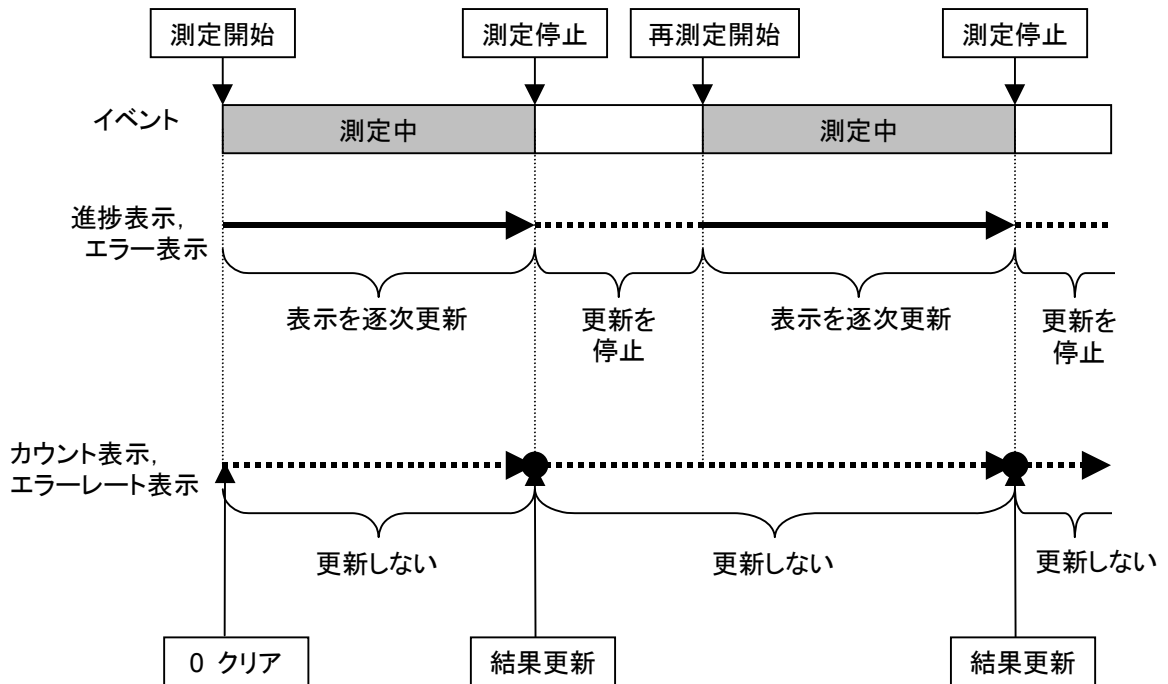 測定開始
測定停止
再測定開始
測定停止
イベント
測定中
測定中
進捗表示,
エラー表示
表示を逐次更新
更新を
停止
表示を逐次更新
更新を
停止
カウント表示,
エラーレート表示
更新しない
更新しない
更新しない
0 クリア
結果更新
結果更新